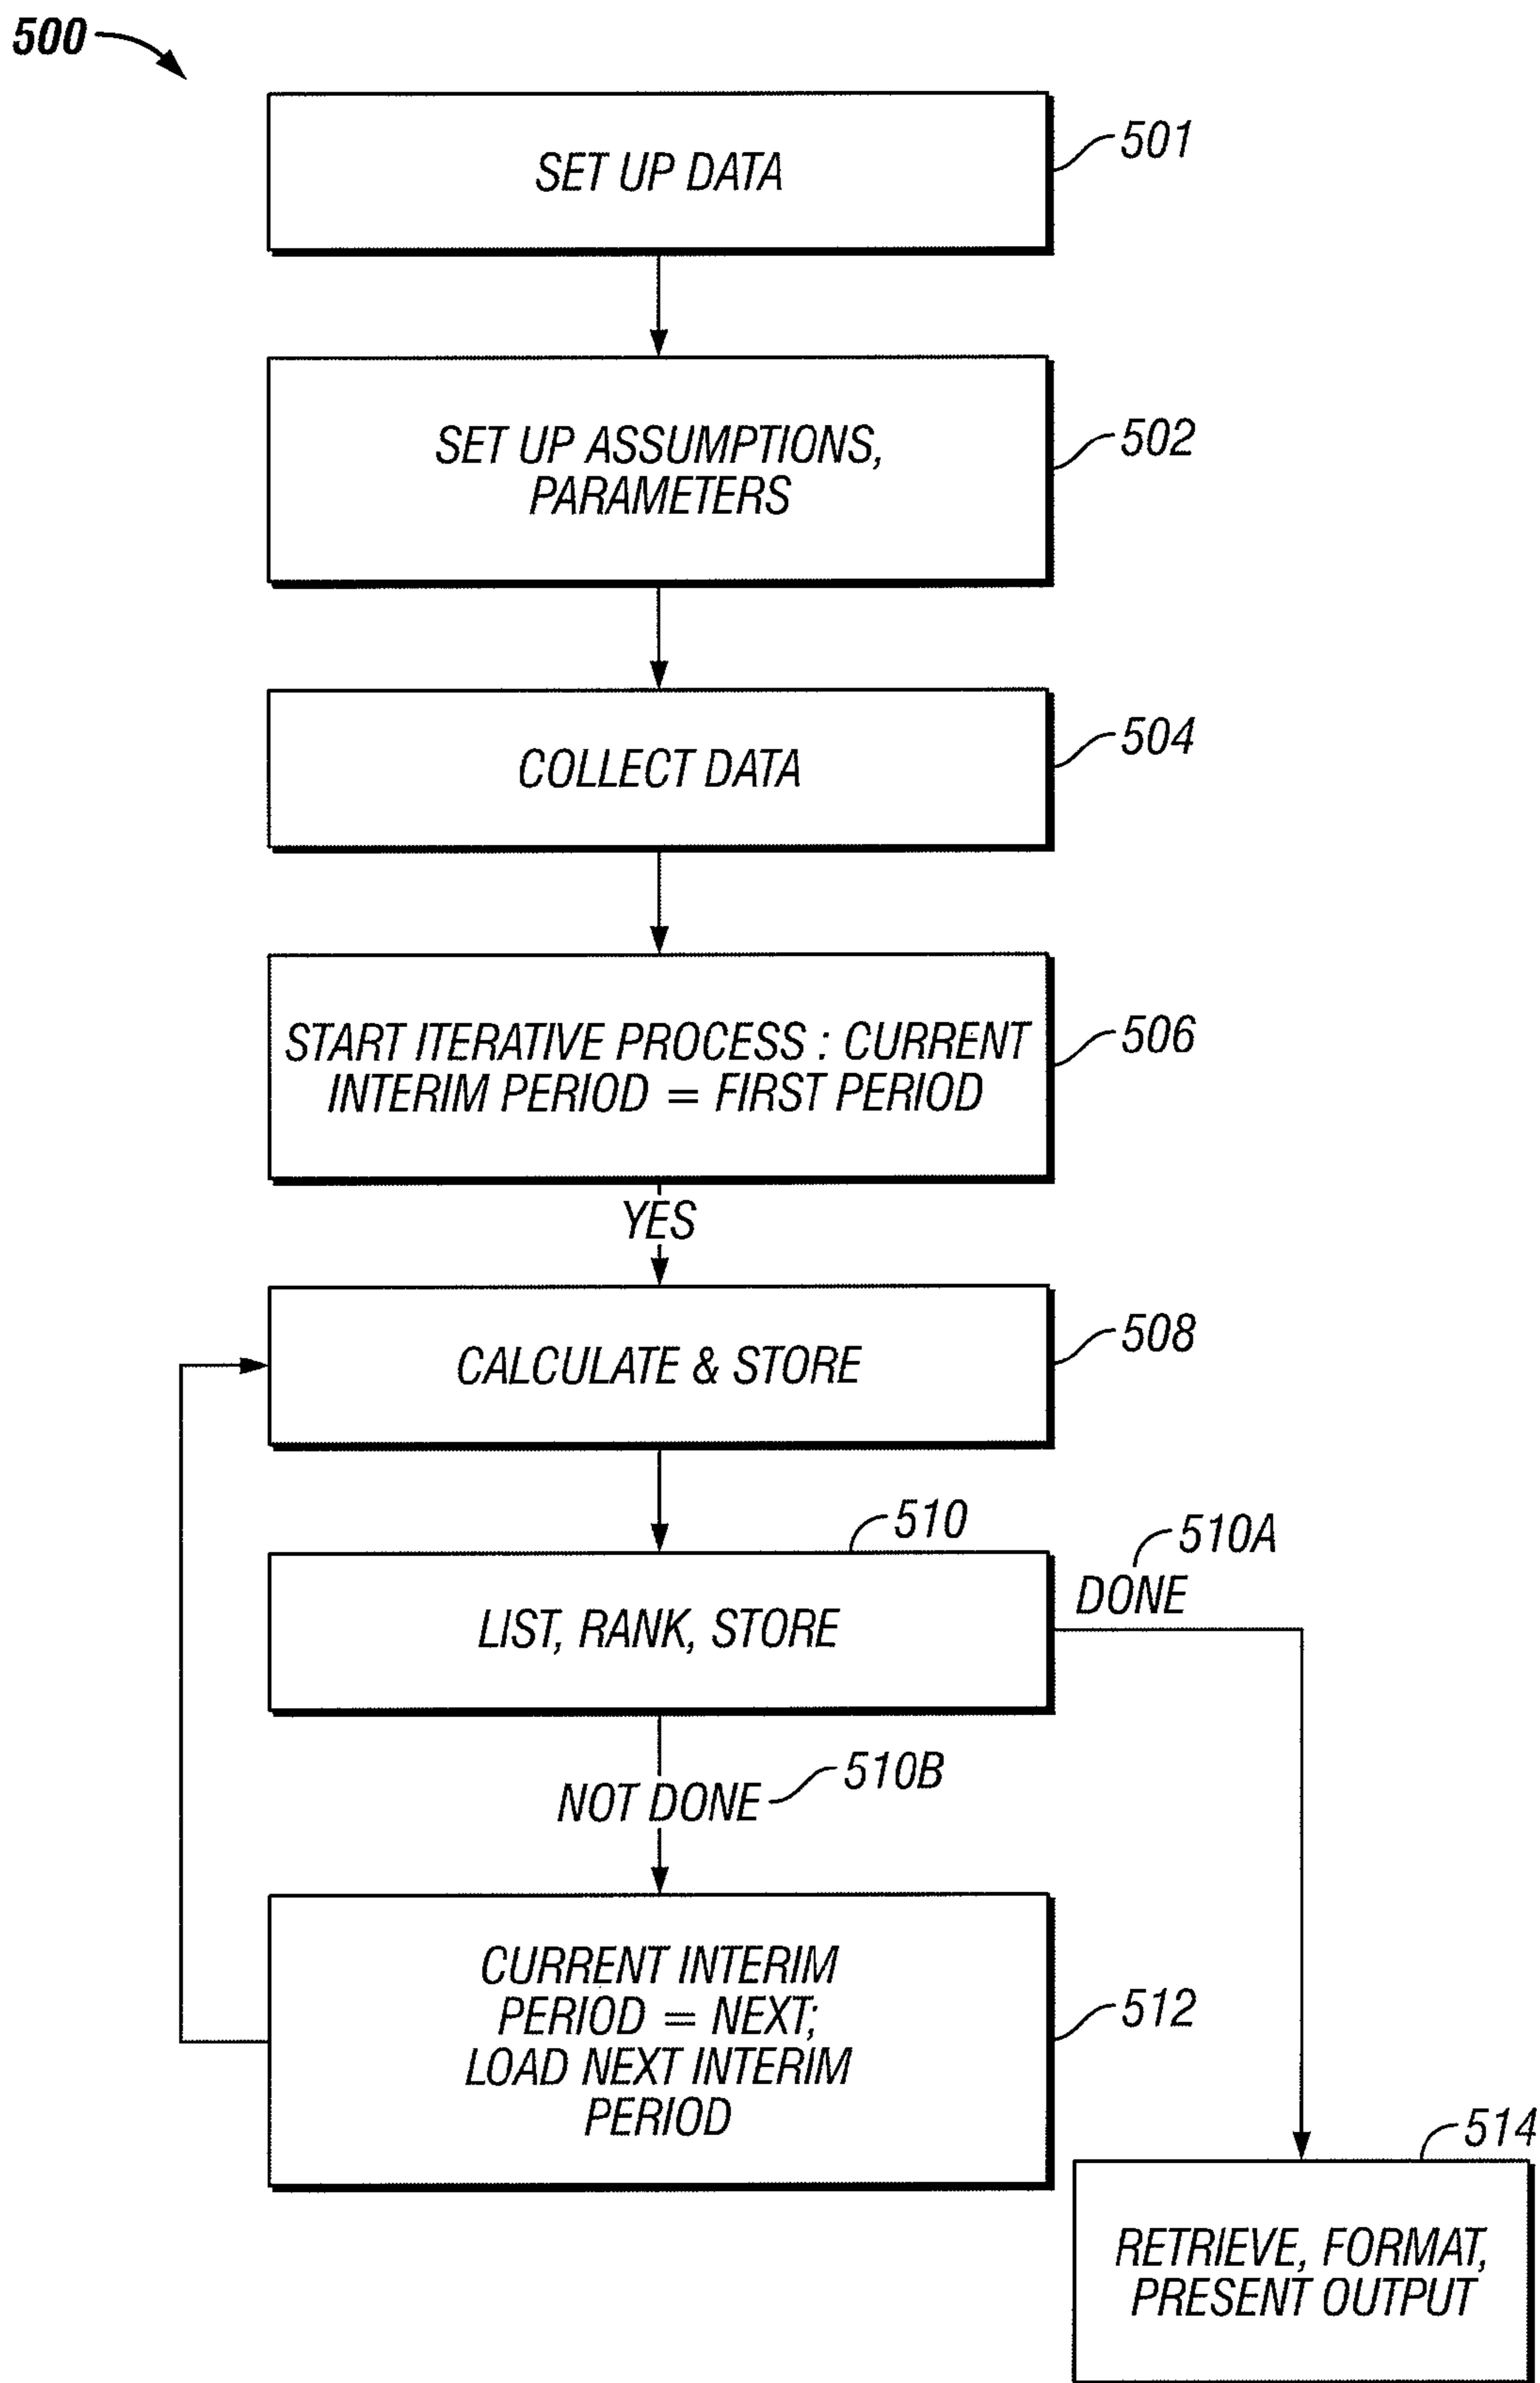 500
SET UP DATA
501
SET UP ASSUMPTIONS,
PARAMETERS
502
COLLECT DATA
504
START ITERATIVE PROCESS : CURRENT
INTERIM PERIOD = FIRST PERIOD
506
YES
CALCULATE & STORE
508
510
510A
DONE
LIST, RANK, STORE
510B
NOT DONE
CURRENT INTERIM
PERIOD = NEXT;
LOAD NEXT INTERIM
PERIOD
512
514
RETRIEVE, FORMAT,
PRESENT OUTPUT